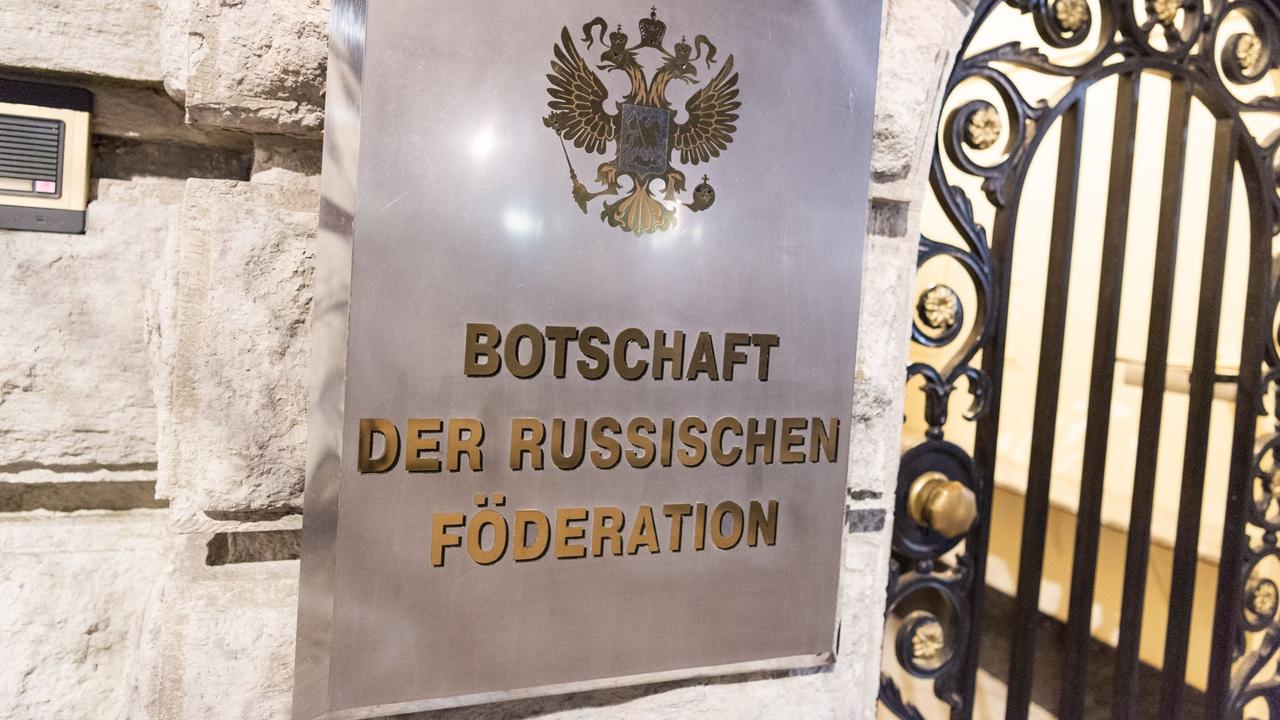 BOTSCHAFT
DER RUSSISCHEN
FÖDERATION